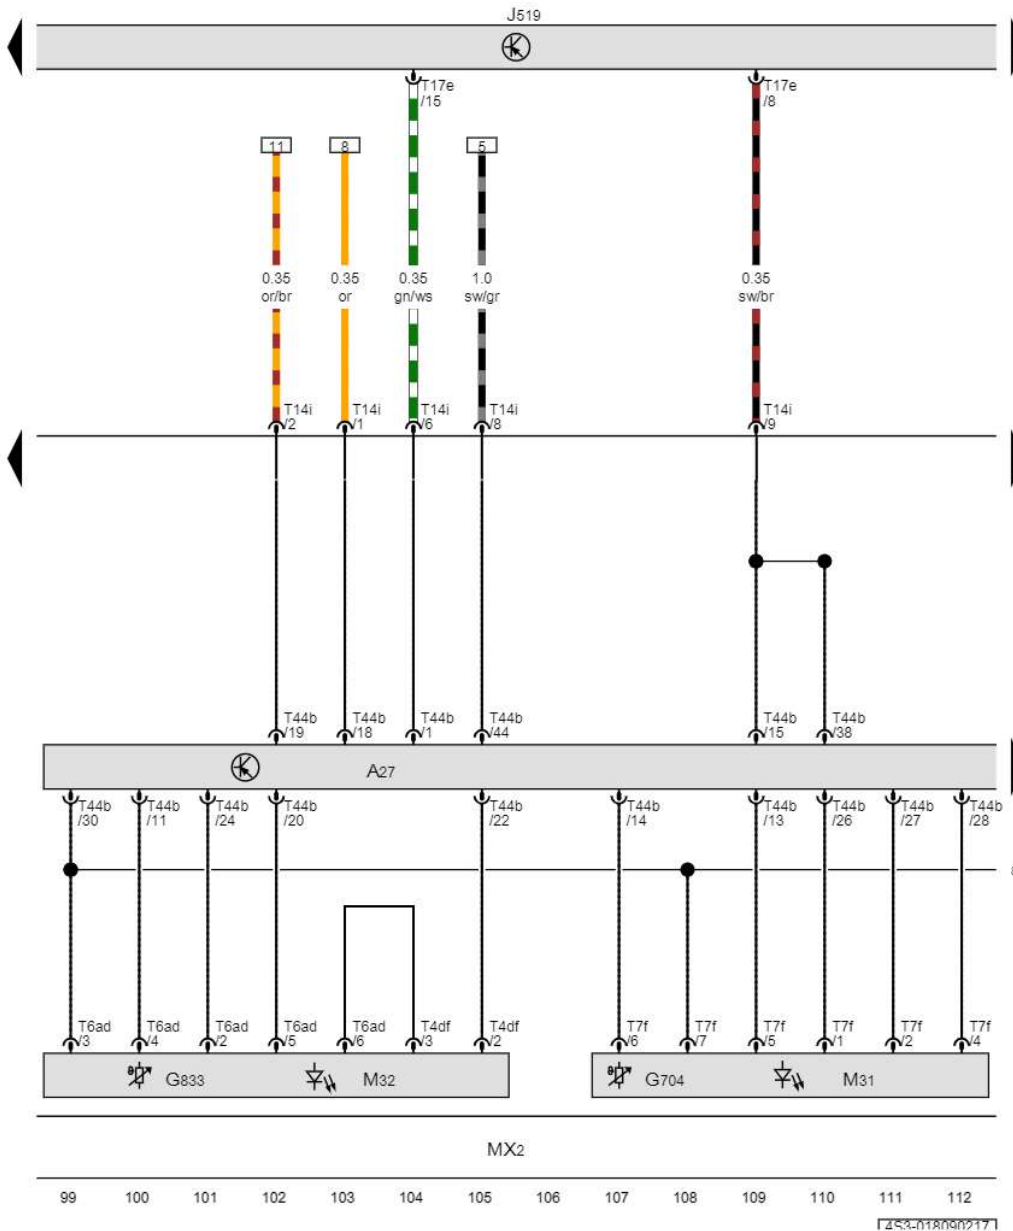 J519
T17e T17e
/15 /8
11 8 5
0.35 0.35 0.35 1.0 0.35
or/br or gn/ws sw/gr sw/br
T14i T14i T14i T14i T14i
/2 /1 /6 /8 /9
T44b T44b T44b T44b T44b T44b
/19 /18 /1 /44 /15 /38
A27
T44b T44b T44b T44b T44b T44b T44b T44b T44b T44b
/30 /11 /24 /20 /22 /14 /13 /26 /27 /28
T6ad T6ad T6ad T6ad T6ad T4df T4df T7f T7f T7f T7f T7f T7f
/3 /4 /2 /5 /6 /3 /2 /6 /7 /5 /1 /2 /4
G833 M32 G704 M31
MX2
99 100 101 102 103 104 105 106 107 108 109 110 111 112
4S3-018090217